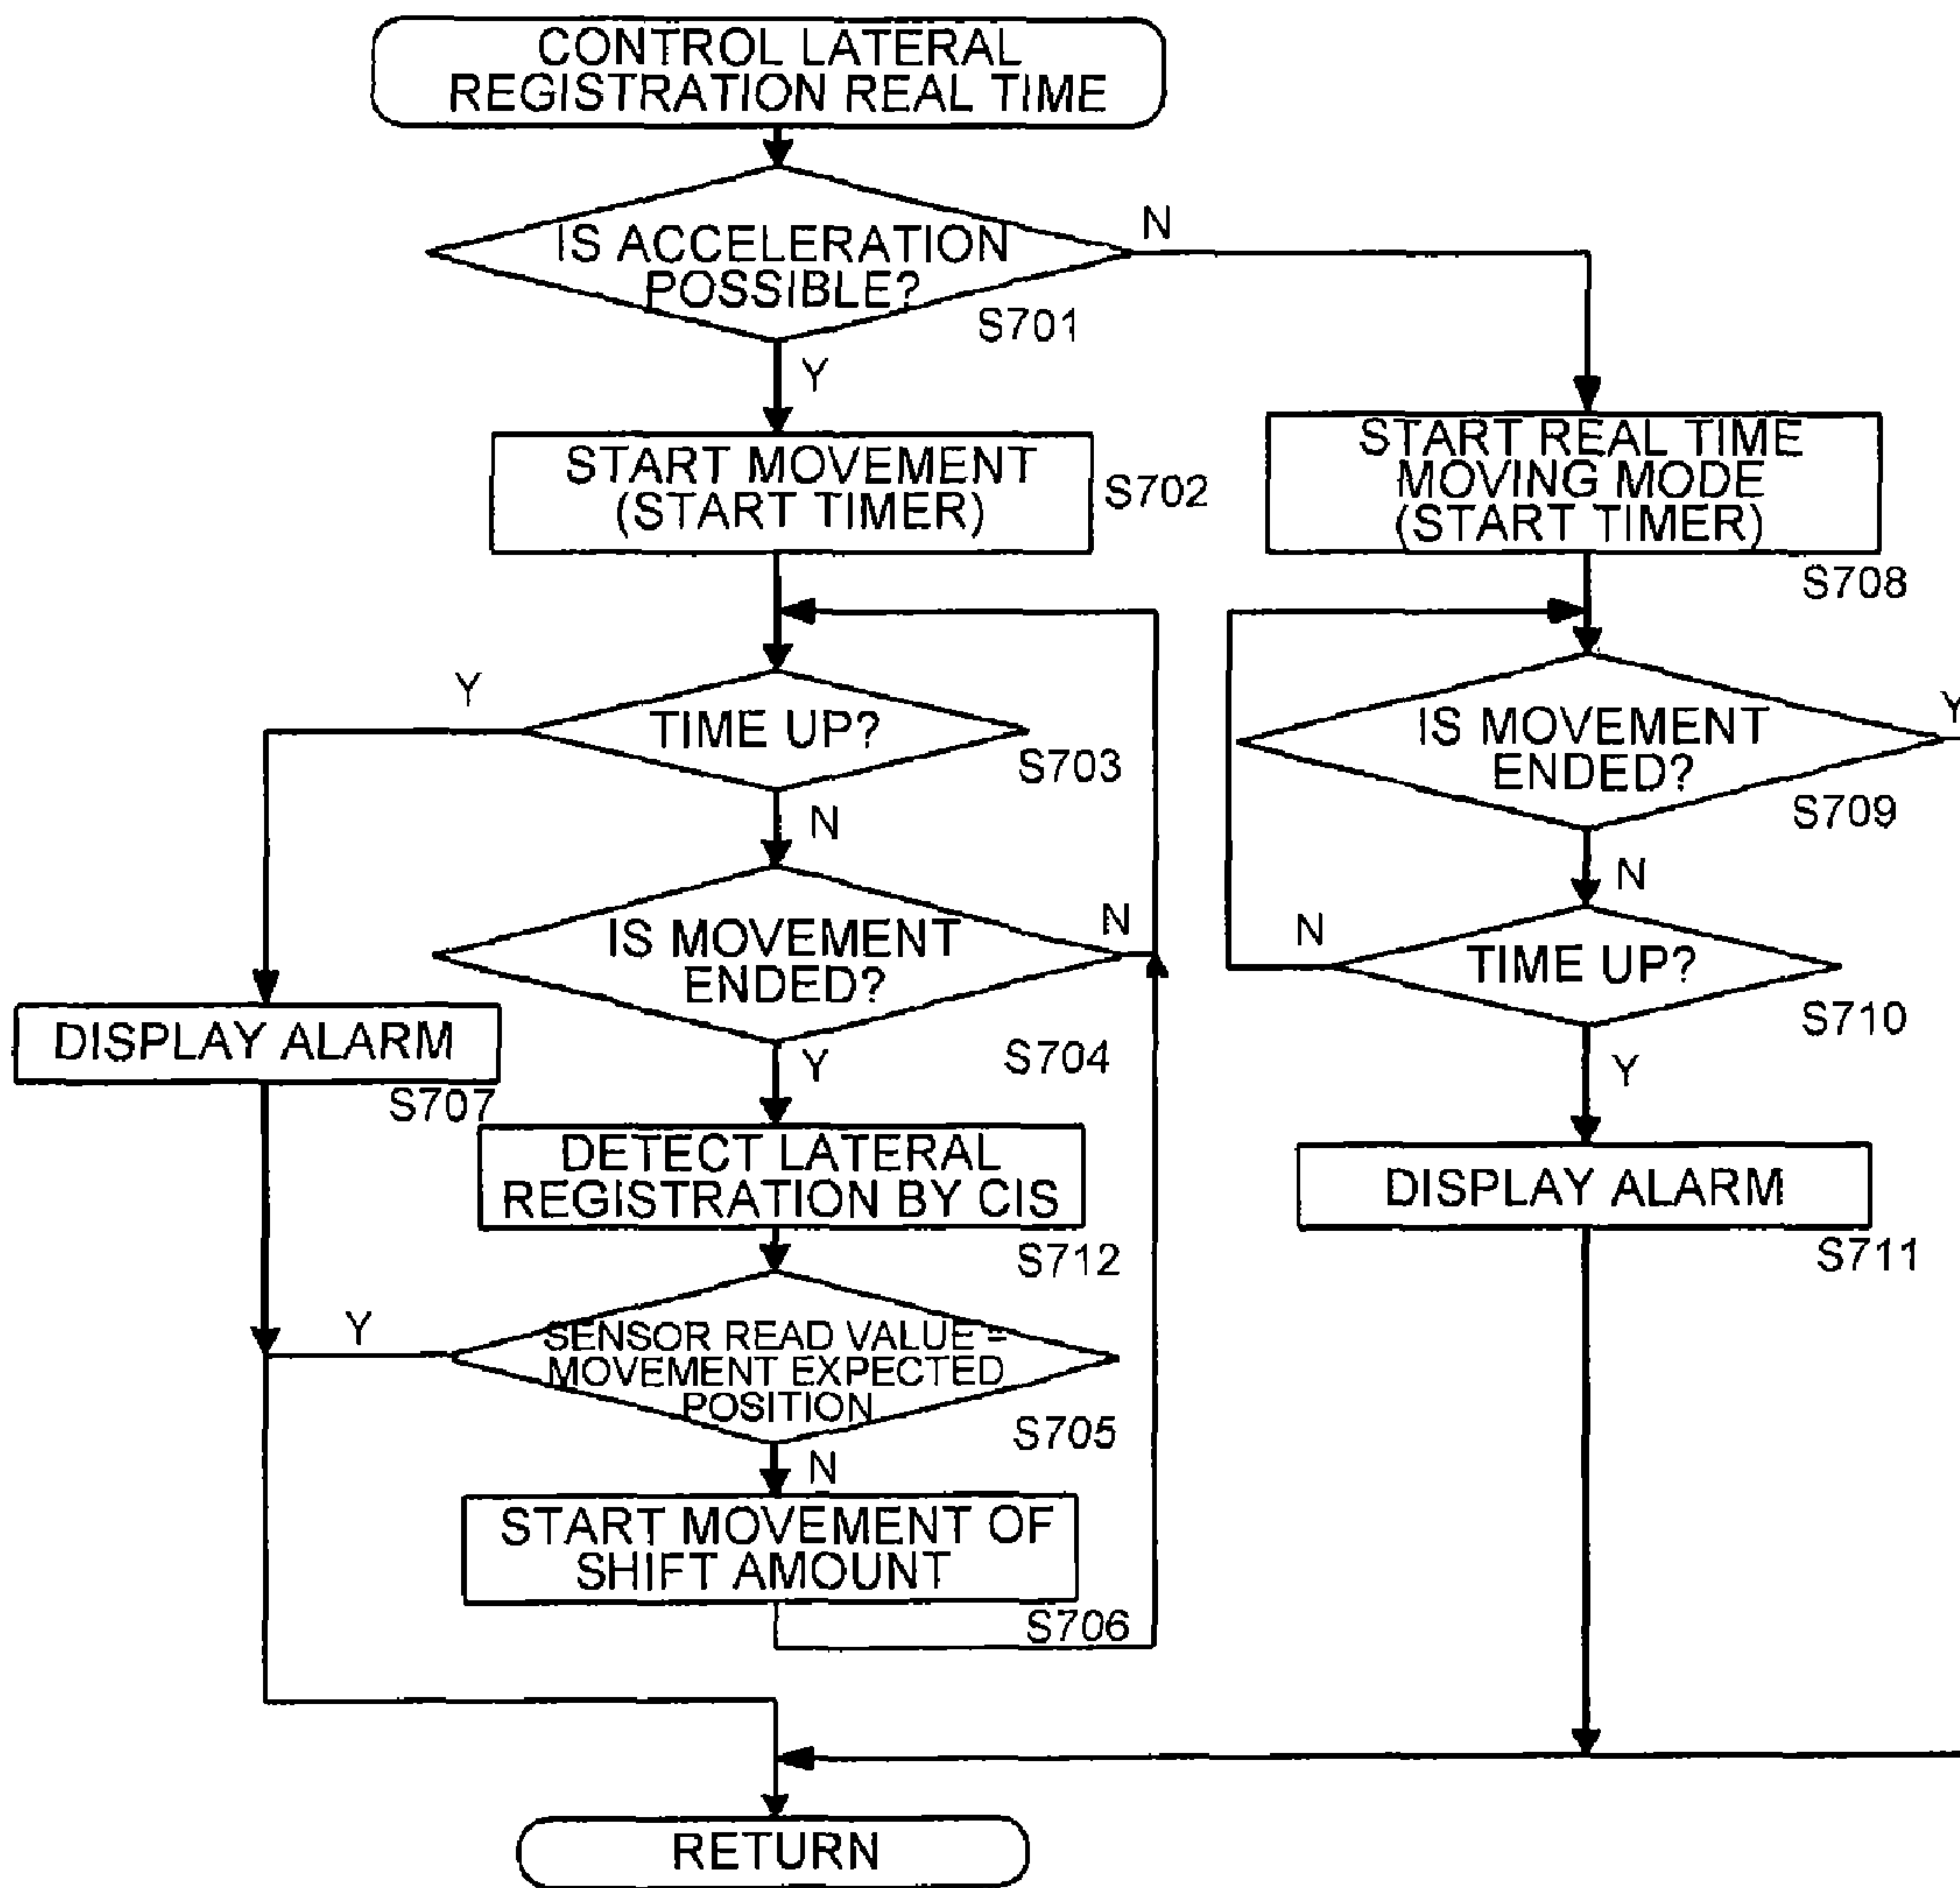 CONTROL LATERAL
REGISTRATION REAL TIME
IS ACCELERATION
POSSIBLE?
S701
N
Y
START MOVEMENT
(START TIMER)
S702
START REAL TIME
MOVING MODE
(START TIMER)
S708
Y
TIME UP?
S703
N
IS MOVEMENT
ENDED?
S709
Y
N
IS MOVEMENT
ENDED?
S704
N
Y
TIME UP?
S710
N
Y
DISPLAY ALARM
S707
DETECT LATERAL
REGISTRATION BY CIS
S712
DISPLAY ALARM
S711
Y
SENSOR READ VALUE =
MOVEMENT EXPECTED
POSITION
S705
N
START MOVEMENT OF
SHIFT AMOUNT
S706
RETURN